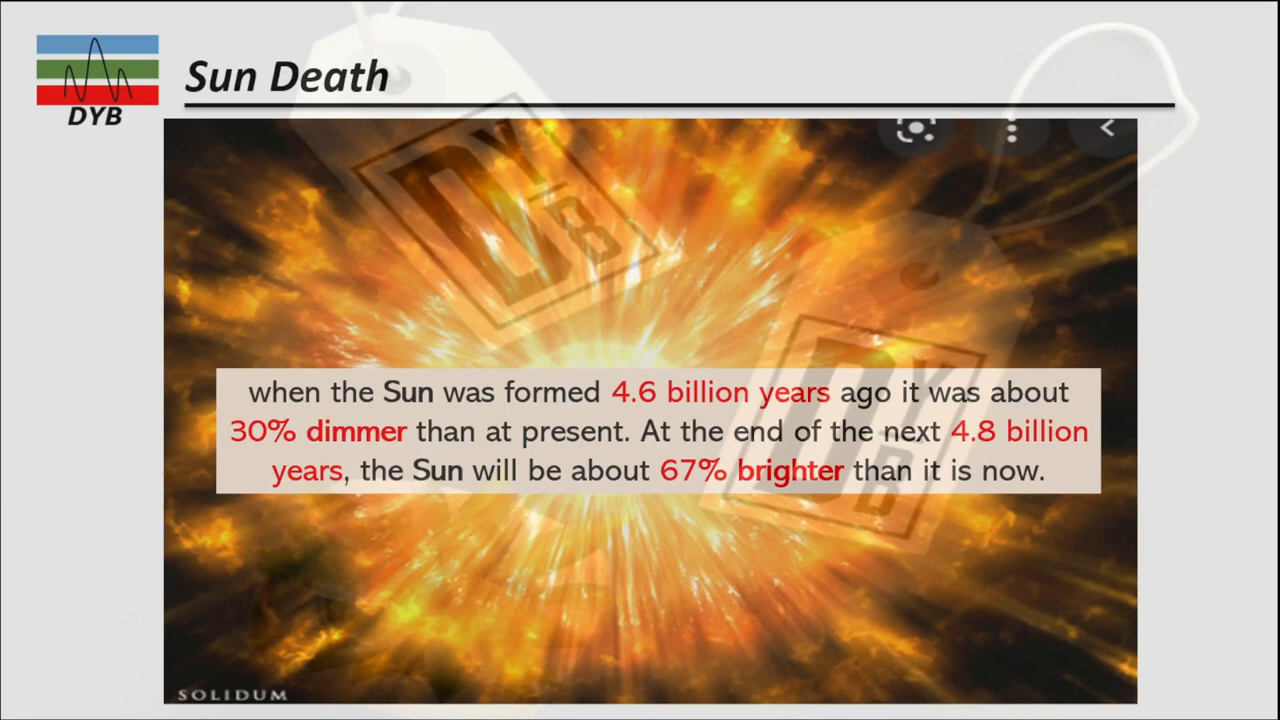 Sun Death
DYB
DY/B
DYB
when the Sun was formed 4.6 billion years ago it was about
30% dimmer than at present. At the end of the next 4.8 billion
years, the Sun will be about 67% brighter than it is now.
SOLIDUM